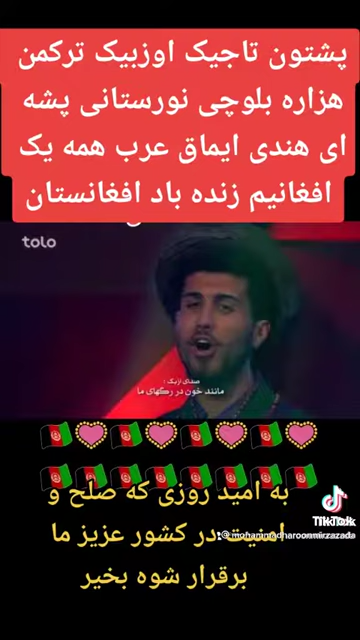 پشتون تاجیک اوزبیک ترکمن
هزاره بلوچی نورستانی پشه
ای هندی ایماق عرب همه یک
افغانیم زنده باد افغانستان
tolo
صدای ازبک :
مانند خون در رگهای ما
به امید روزی که صلح و
امنیت در کشور عزیز ما
برقرار شوه بخیر
TikTok